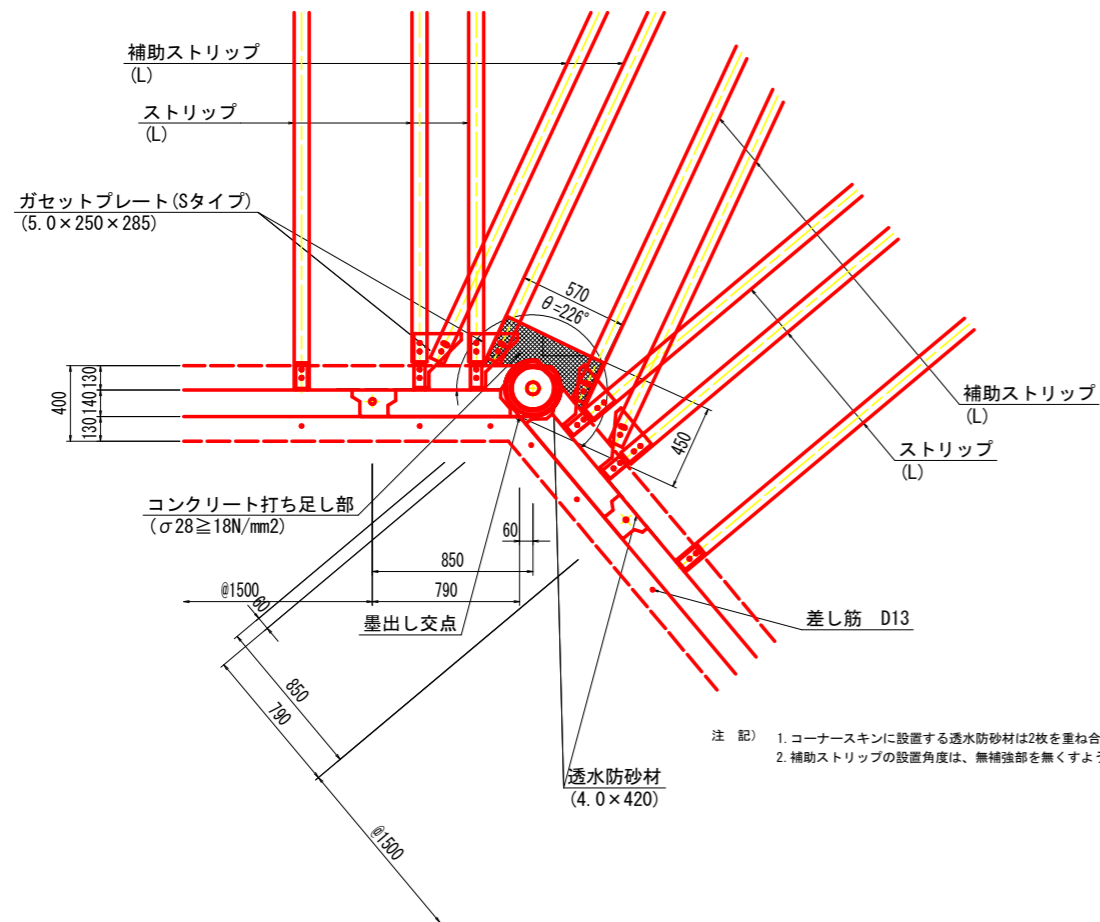 補助ストリップ
(L)
ストリップ
(L)
ガセットプレート(Sタイプ)
(5.0×250×285)
570
θ=226°
400
130
140
130
450
補助ストリップ
(L)
ストリップ
(L)
コンクリート打ち足し部
(σ28≧18N/mm2)
60
850
@1500
790
60
墨出し交点
差し筋 D13
850
790
注 記) 1. コーナースキンに設置する透水防砂材は2枚を重ね合
2. 補助ストリップの設置角度は、無補強部を無くすよう
透水防砂材
(4.0×420)
@1500